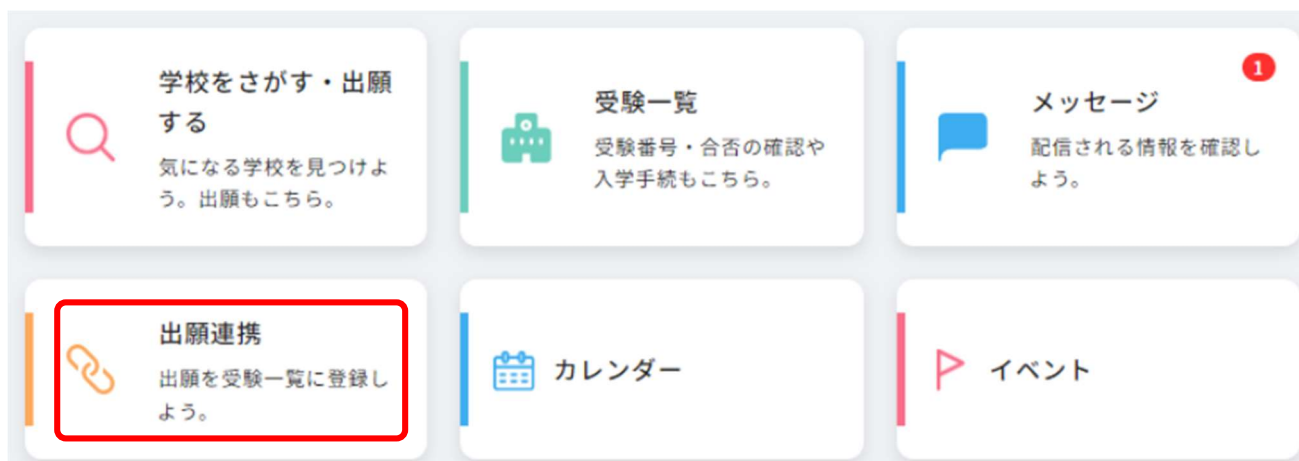 学校をさがす・出願
する
気になる学校を見つけよ
う。出願もこちら。
受験一覧
受験番号・合否の確認や
入学手続もこちら。
1
メッセージ
配信される情報を確認し
よう。
出願連携
出願を受験一覧に登録し
よう。
カレンダー
イベント